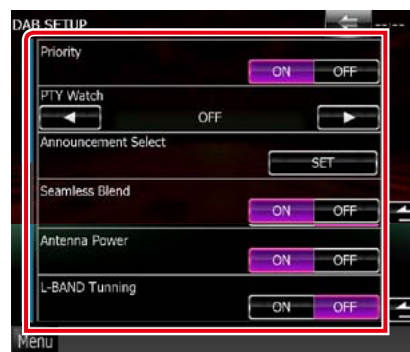 DAB SETUP
--:--
Priority
ON OFF
PTY Watch
OFF
Announcement Select
SET
Seamless Blend
ON OFF
Antenna Power
ON OFF
L-BAND Tunning
ON OFF
Menu